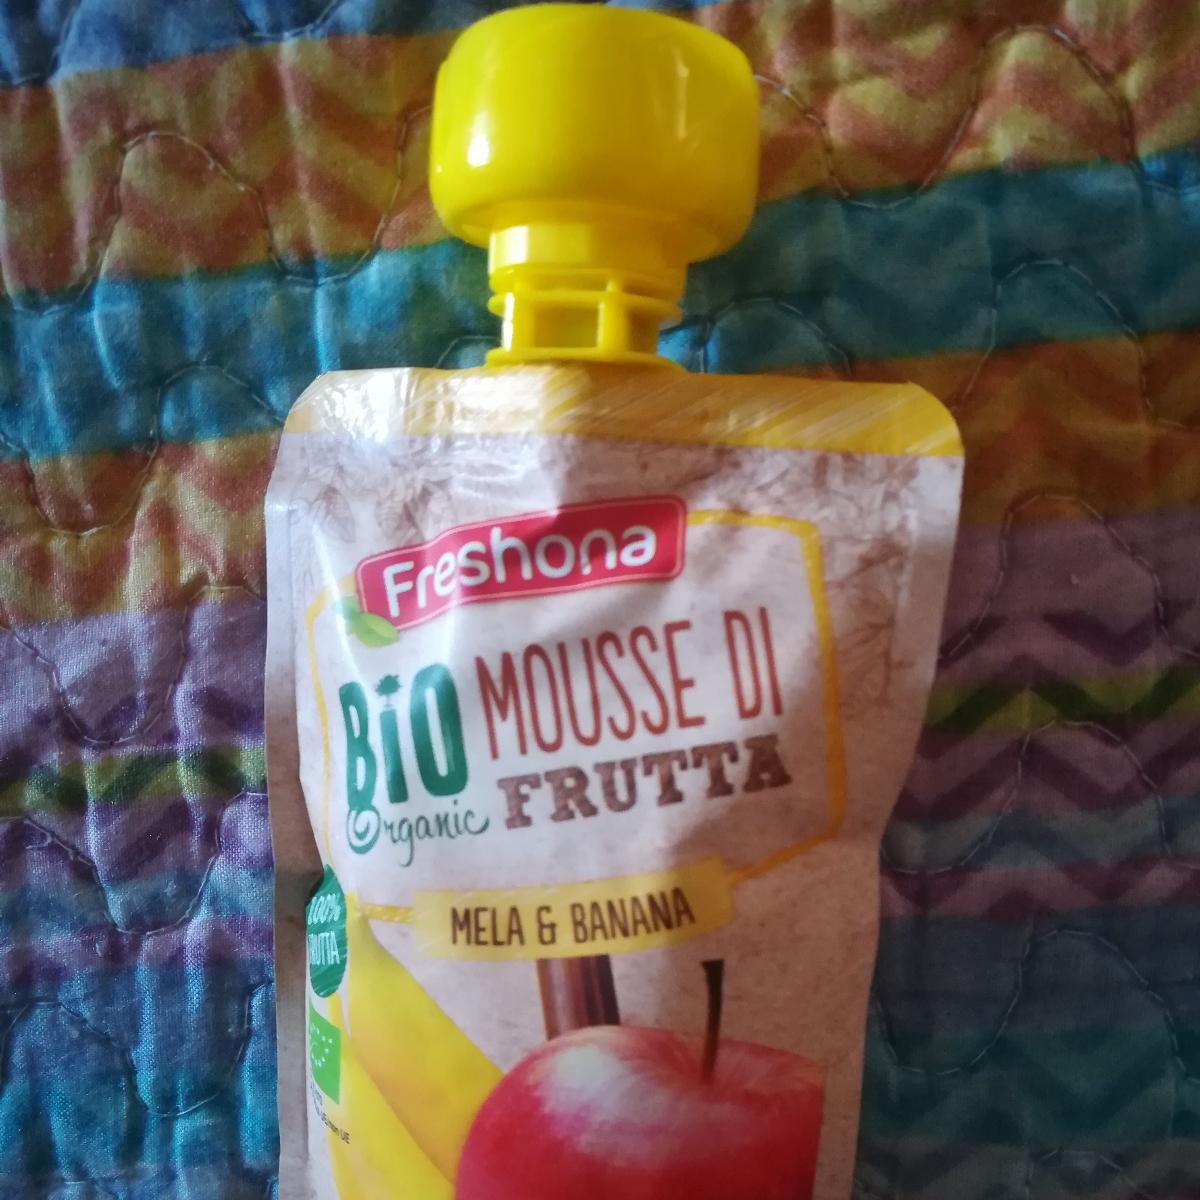 Freshona
BiO
Organic
MOUSSE DI
FRUTTA
MELA & BANANA
100%
FRUTTA